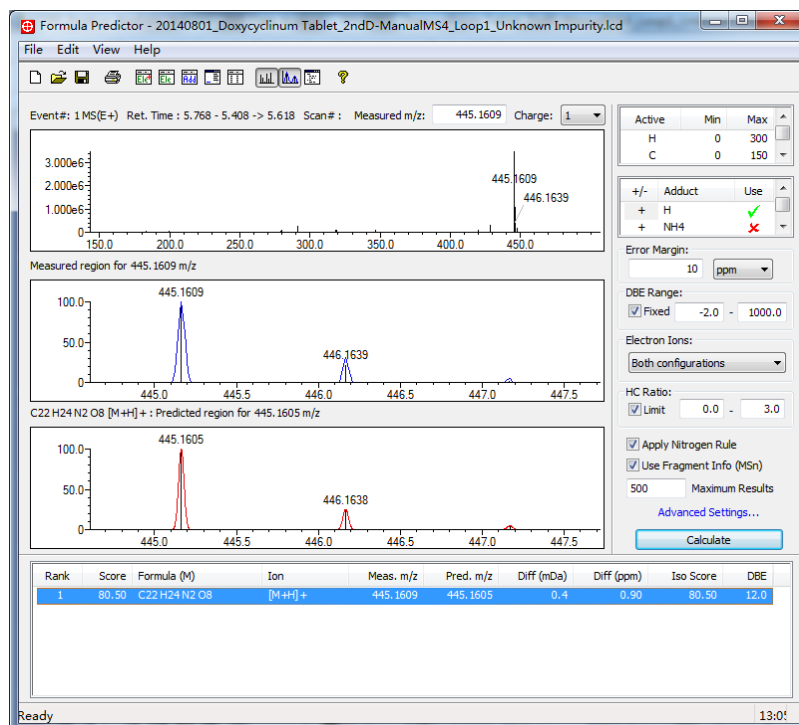 Formula Predictor - 20140801_Doxycyclinum Tablet_2ndD-ManualMS4_Loop1_Unknown Impurity.lcd
File Edit View Help
Event#: 1 MS(E+) Ret. Time : 5.768 - 5.408 -> 5.618 Scan# : Measured m/z: 445.1609 Charge: 1
3.000e6
2.000e6
1.000e6
0
445.1609
446.1639
150.0 200.0 250.0 300.0 350.0 400.0 450.0
Measured region for 445.1609 m/z
100.0
50.0
0
445.1609
446.1639
445.0 445.5 446.0 446.5 447.0 447.5
C22 H24 N2 O8 [M+H]+ : Predicted region for 445.1605 m/z
100.0
50.0
0
445.1605
446.1638
445.0 445.5 446.0 446.5 447.0 447.5
Active Min Max
H 0 300
C 0 150
+/- Adduct Use
+ H
+ NH4
Error Margin:
10 ppm
DBE Range:
Fixed -2.0 - 1000.0
Electron Ions:
Both configurations
HC Ratio:
Limit 0.0 - 3.0
Apply Nitrogen Rule
Use Fragment Info (MSn)
500 Maximum Results
Advanced Settings...
Calculate
Rank Score Formula (M) Ion Meas. m/z Pred. m/z Diff (mDa) Diff (ppm) Iso Score DBE
1 80.50 C22 H24 N2 O8 [M+H]+ 445.1609 445.1605 0.4 0.90 80.50 12.0
Ready